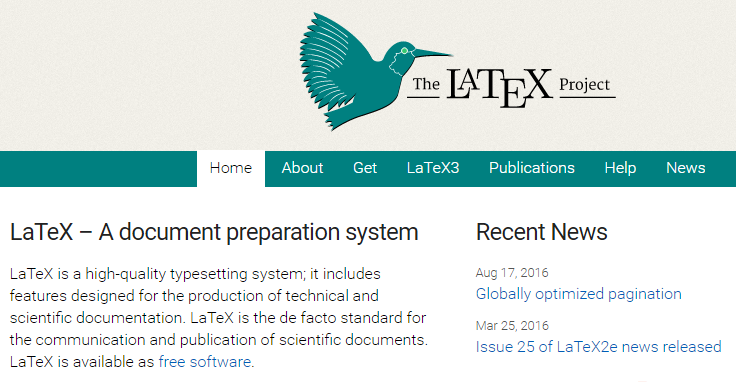 The LATEX Project
Home About Get LaTeX3 Publications Help News
LaTeX – A document preparation system
LaTeX is a high-quality typesetting system; it includes
features designed for the production of technical and
scientific documentation. LaTeX is the de facto standard for
the communication and publication of scientific documents.
LaTeX is available as free software.
Recent News
Aug 17, 2016
Globally optimized pagination
Mar 25, 2016
Issue 25 of LaTeX2e news released